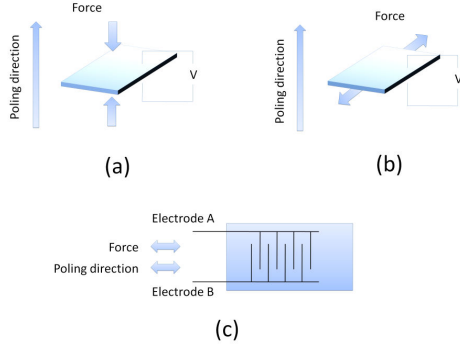 Force
Poling direction
V
(a)
Force
Poling direction
V
(b)
Electrode A
Force
Poling direction
Electrode B
(c)